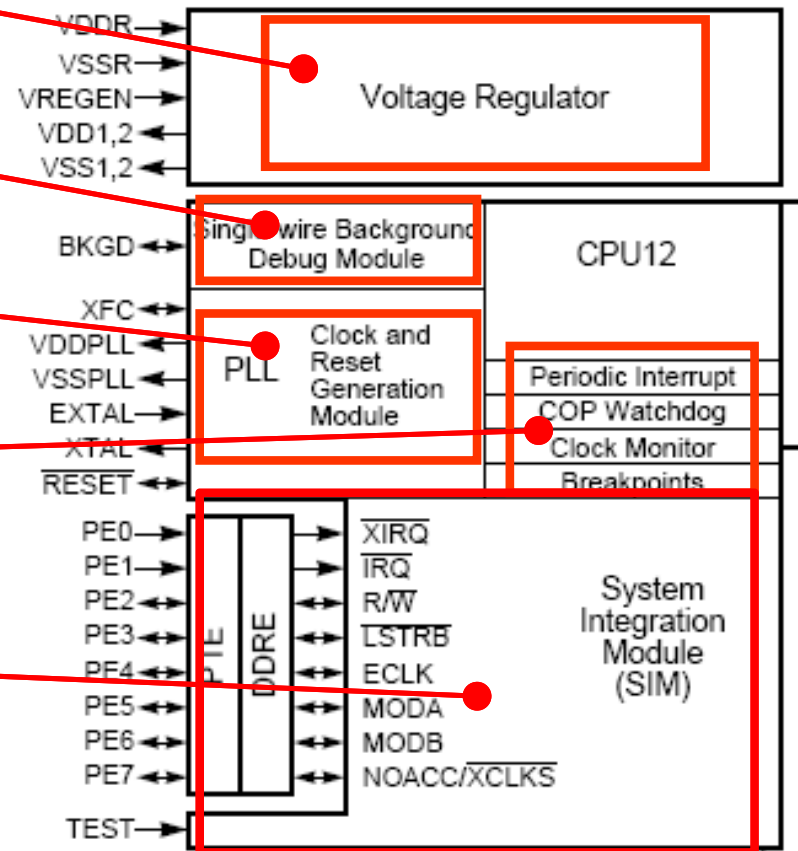 VDDR
VSSR
VREGEN
VDD1,2
VSS1,2
Voltage Regulator
BKGD
Single-wire Background
Debug Module
CPU12
XFC
VDDPLL
VSSPLL
EXTAL
XTAL
RESET
PLL
Clock and
Reset
Generation
Module
Periodic Interrupt
COP Watchdog
Clock Monitor
Breakpoints
PE0
PE1
PE2
PE3
PE4
PE5
PE6
PE7
TEST
PTE
DDRE
XIRQ
IRQ
R/W
LSTRB
ECLK
MODA
MODB
NOACC/XCLKS
System
Integration
Module
(SIM)